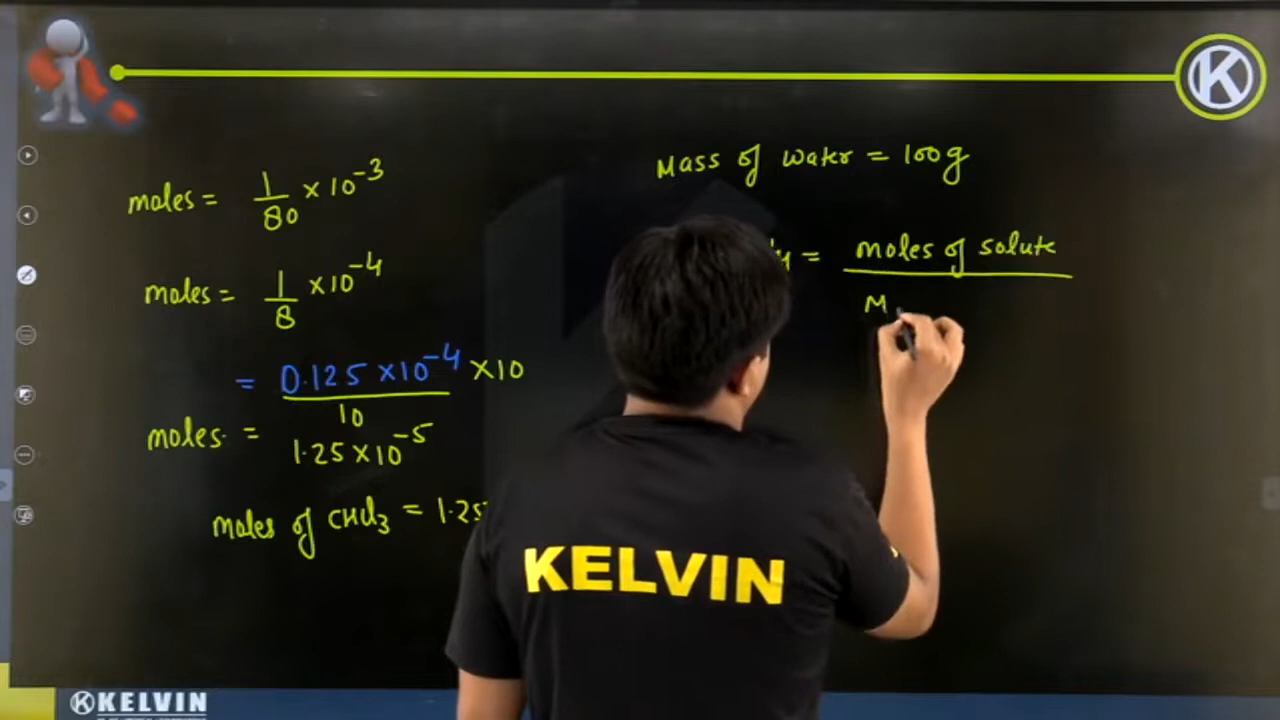 moles = 1/80 × 10⁻³
moles = 1/8 × 10⁻⁴
= 0.125 × 10⁻⁴ × 10
10
moles = 1.25 × 10⁻⁵
moles of CHCl₃ = 1.25
Mass of water = 100g
= moles of solute
M
KELVIN
K
KELVIN